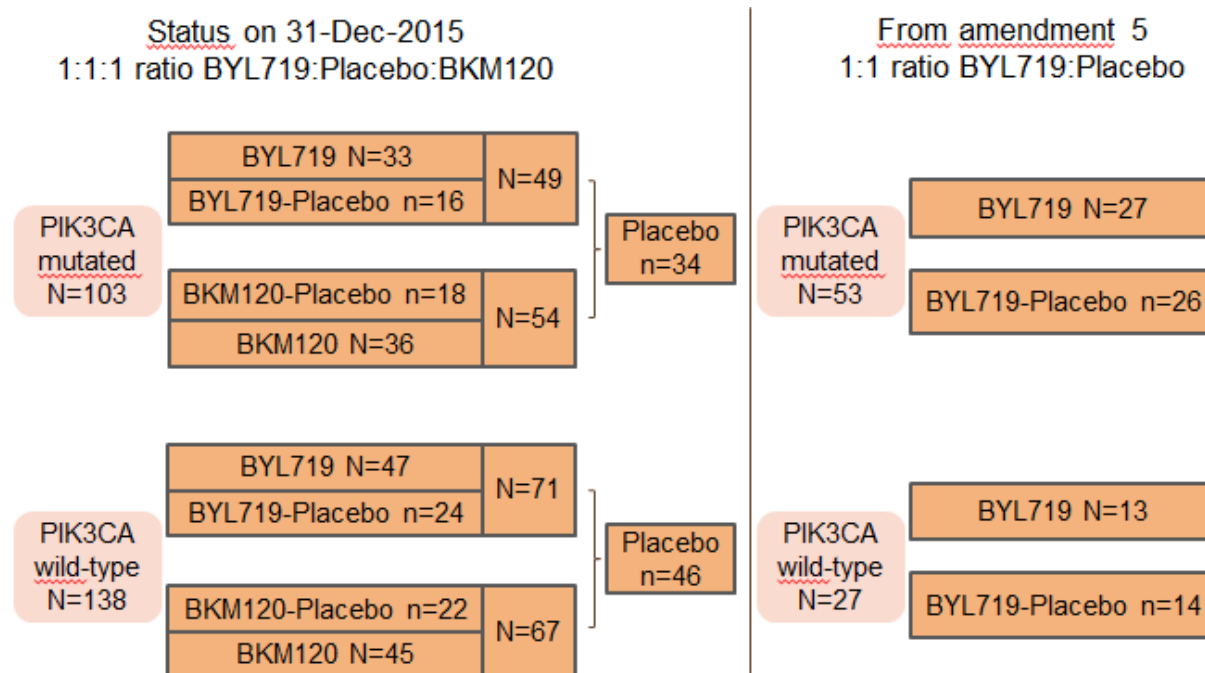 Status on 31-Dec-2015
1:1:1 ratio BYL719:Placebo:BKM120
PIK3CA
mutated
N=103
BYL719 N=33
BYL719-Placebo n=16
N=49
BKM120-Placebo n=18
BKM120 N=36
N=54
Placebo
n=34
PIK3CA
wild-type
N=138
BYL719 N=47
BYL719-Placebo n=24
N=71
BKM120-Placebo n=22
BKM120 N=45
N=67
Placebo
n=46
From amendment 5
1:1 ratio BYL719:Placebo
PIK3CA
mutated
N=53
BYL719 N=27
BYL719-Placebo n=26
PIK3CA
wild-type
N=27
BYL719 N=13
BYL719-Placebo n=14